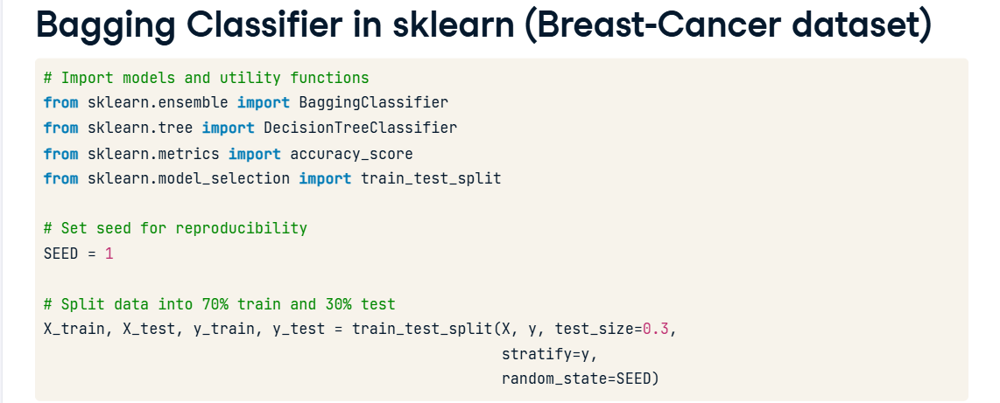 Bagging Classifier in sklearn (Breast-Cancer dataset)
# Import models and utility functions
from sklearn.ensemble import BaggingClassifier
from sklearn.tree import DecisionTreeClassifier
from sklearn.metrics import accuracy_score
from sklearn.model_selection import train_test_split
# Set seed for reproducibility
SEED = 1
# Split data into 70% train and 30% test
X_train, X_test, y_train, y_test = train_test_split(X, y, test_size=0.3,
stratify=y,
random_state=SEED)